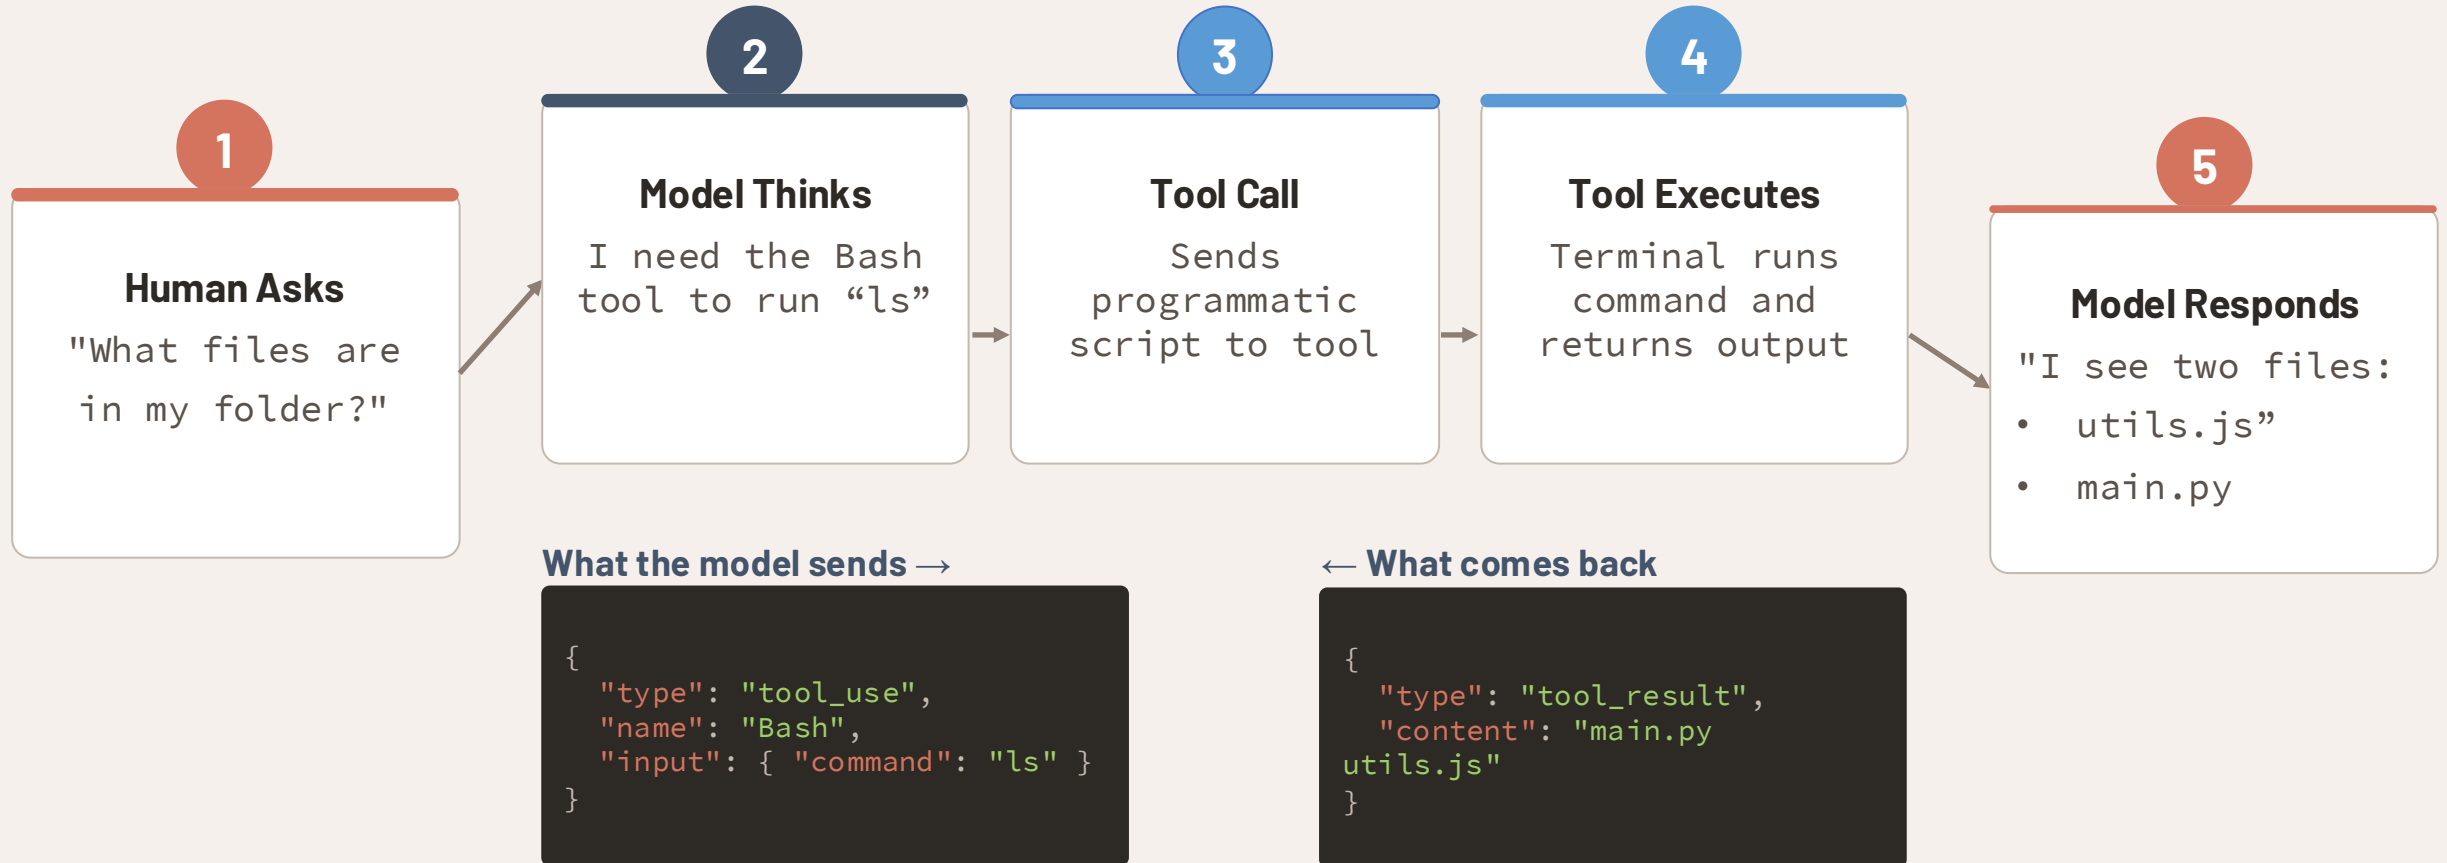 1
Human Asks
"What files are
in my folder?"
2
Model Thinks
I need the Bash
tool to run “ls”
3
Tool Call
Sends
programmatic
script to tool
4
Tool Executes
Terminal runs
command and
returns output
5
Model Responds
"I see two files:
• utils.js”
• main.py
What the model sends →
{
  "type": "tool_use",
  "name": "Bash",
  "input": { "command": "ls" }
}
← What comes back
{
  "type": "tool_result",
  "content": "main.py
utils.js"
}